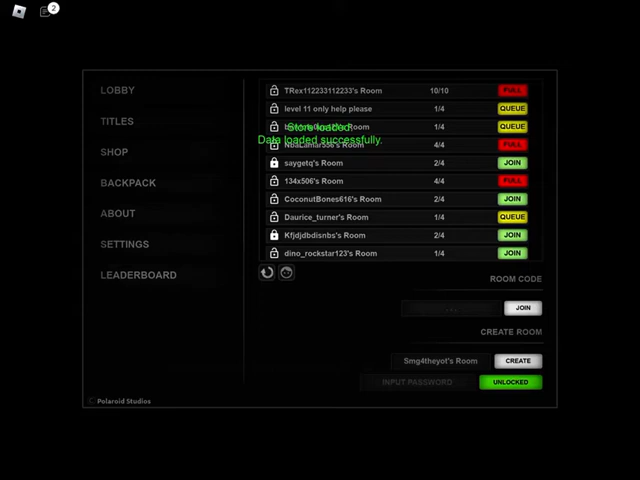 2
LOBBY
TITLES
SHOP
BACKPACK
ABOUT
SETTINGS
LEADERBOARD
TRex112233112233's Room 10/10 FULL
level 11 only help please 1/4 QUEUE
1/4 QUEUE
Store loaded.
Data loaded successfully.
4/4 FULL
saygetq's Room 2/4 JOIN
134x506's Room 4/4 FULL
CoconutBones616's Room 2/4 JOIN
Daurice_turner's Room 1/4 QUEUE
Kfjdjdbdisnbs's Room 2/4 JOIN
dino_rockstar123's Room 1/4 JOIN
ROOM CODE
... JOIN
CREATE ROOM
Smg4theyot's Room CREATE
INPUT PASSWORD UNLOCKED
© Polaroid Studios